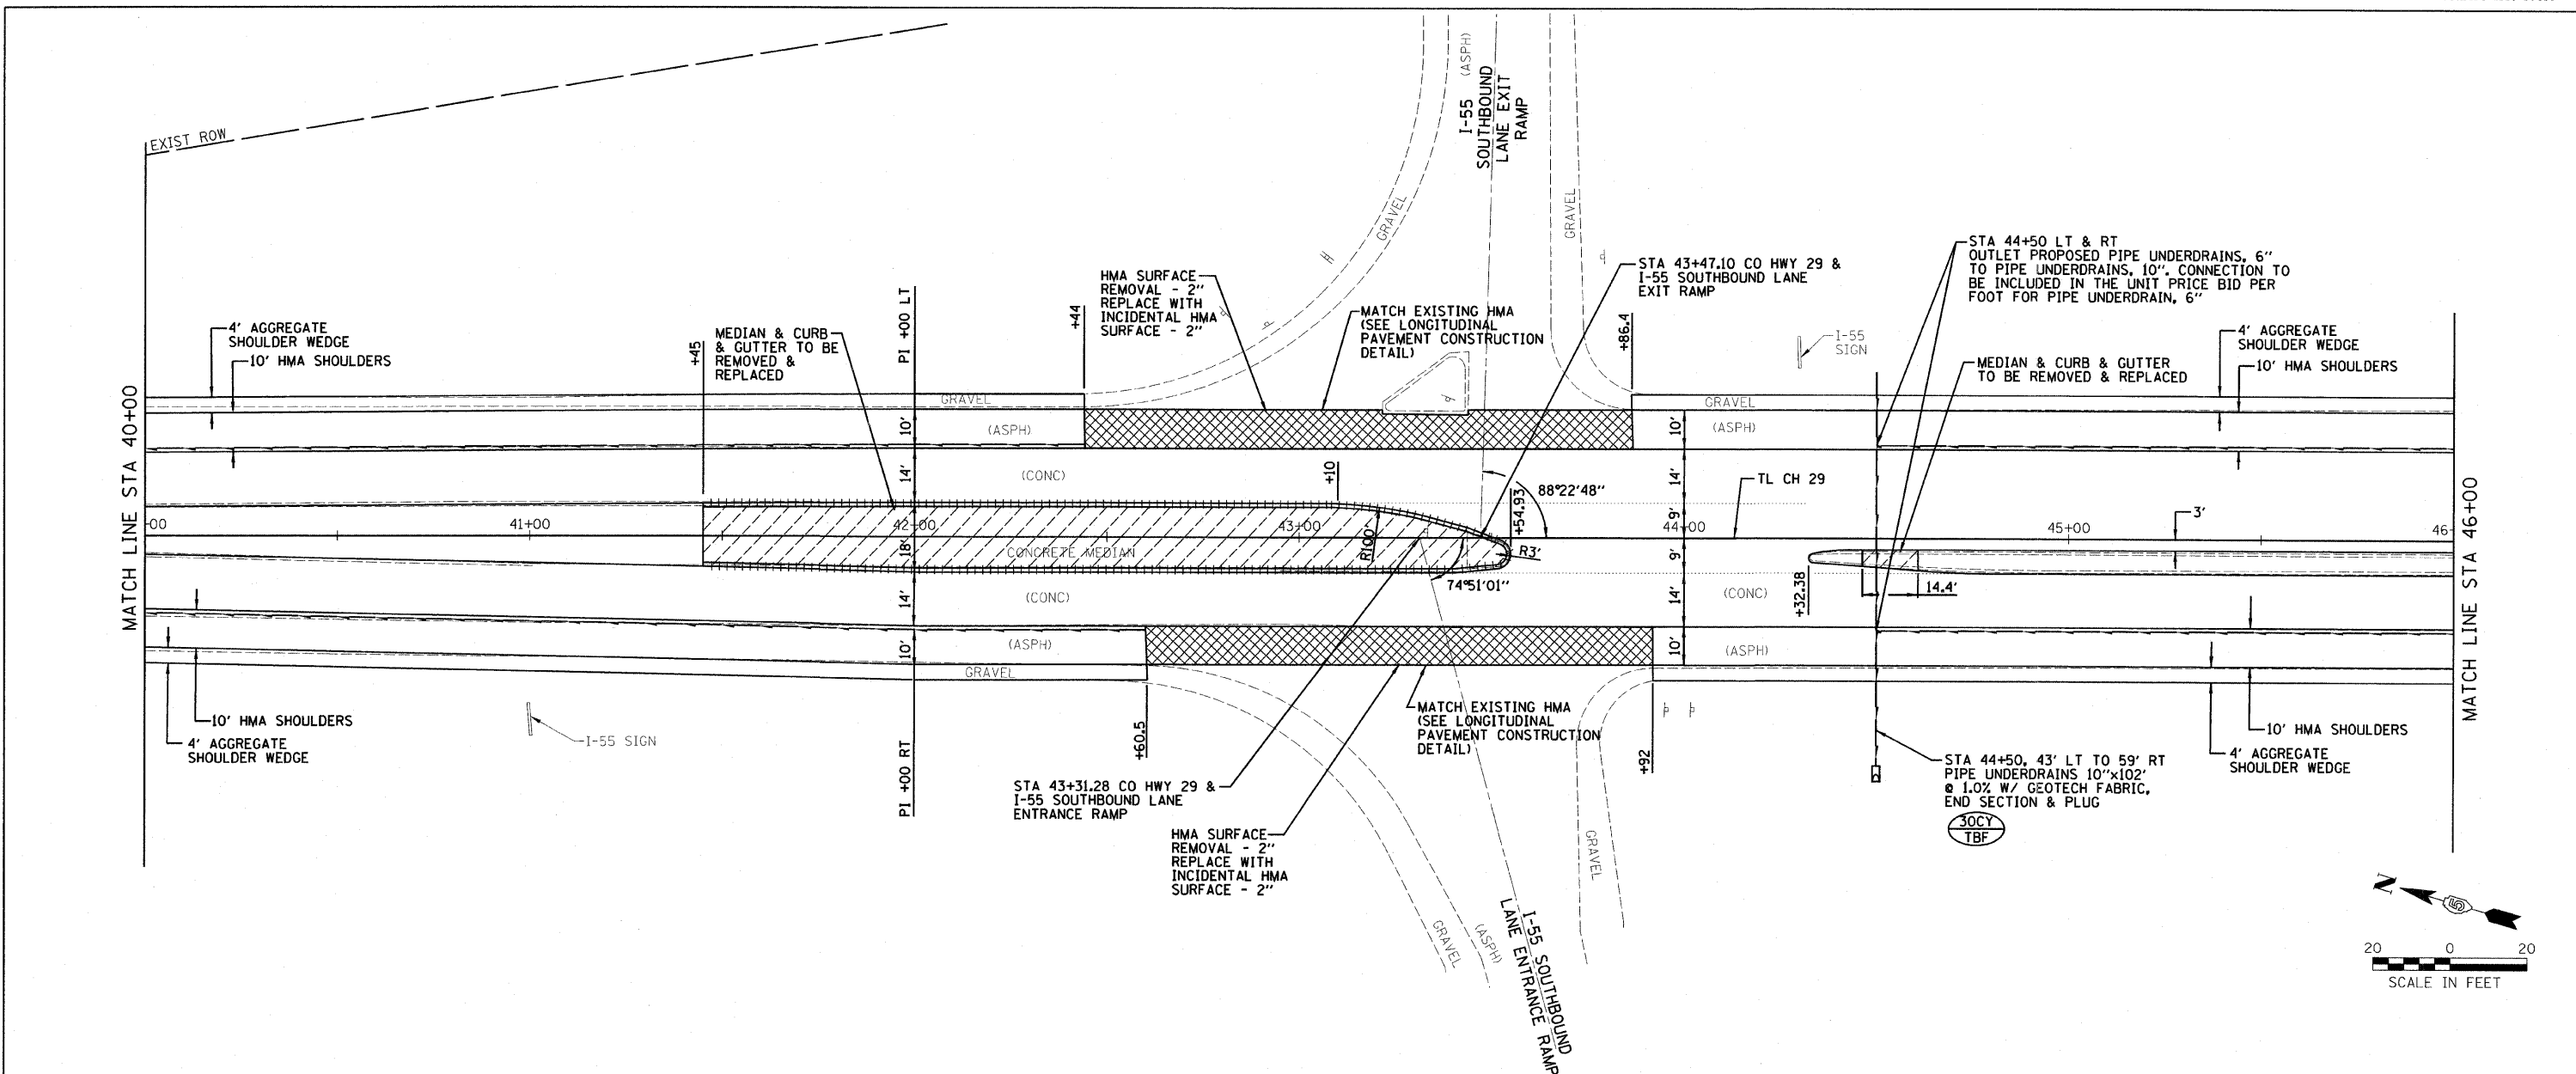 EXIST ROW
I-55
SOUTHBOUND
LANE EXIT
RAMP
(ASPH)
GRAVEL
GRAVEL
4' AGGREGATE
SHOULDER WEDGE
10' HMA SHOULDERS
MEDIAN & CURB
& GUTTER TO BE
REMOVED &
REPLACED
+45
PI +00 LT
+44
HMA SURFACE
REMOVAL - 2"
REPLACE WITH
INCIDENTAL HMA
SURFACE - 2"
MATCH EXISTING HMA
(SEE LONGITUDINAL
PAVEMENT CONSTRUCTION
DETAIL)
STA 43+47.10 CO HWY 29 &
I-55 SOUTHBOUND LANE
EXIT RAMP
+86.4
I-55
SIGN
STA 44+50 LT & RT
OUTLET PROPOSED PIPE UNDERDRAINS, 6"
TO PIPE UNDERDRAINS, 10". CONNECTION TO
BE INCLUDED IN THE UNIT PRICE BID PER
FOOT FOR PIPE UNDERDRAIN, 6"
MEDIAN & CURB & GUTTER
TO BE REMOVED & REPLACED
4' AGGREGATE
SHOULDER WEDGE
10' HMA SHOULDERS
MATCH LINE STA 40+00
GRAVEL
(ASPH)
10'
14'
(CONC)
+10
+54.93
88°22'48"
10'
14'
9'
GRAVEL
(ASPH)
TL CH 29
3'
+00
41+00
42+00
43+00
44+00
45+00
46+
18'
CONCRETE MEDIAN
R100'
R3'
74°51'01"
9'
14'
(CONC)
14'
(CONC)
+32.38
14.4'
MATCH LINE STA 46+00
10'
(ASPH)
GRAVEL
10'
(ASPH)
10' HMA SHOULDERS
4' AGGREGATE
SHOULDER WEDGE
I-55 SIGN
PI +00 RT
+60.5
MATCH EXISTING HMA
(SEE LONGITUDINAL
PAVEMENT CONSTRUCTION
DETAIL)
+92
STA 43+31.28 CO HWY 29 &
I-55 SOUTHBOUND LANE
ENTRANCE RAMP
HMA SURFACE
REMOVAL - 2"
REPLACE WITH
INCIDENTAL HMA
SURFACE - 2"
STA 44+50, 43' LT TO 59' RT
PIPE UNDERDRAINS 10"x102'
@ 1.0% W/ GEOTECH FABRIC,
END SECTION & PLUG
30CY
TBF
10' HMA SHOULDERS
4' AGGREGATE
SHOULDER WEDGE
GRAVEL
(ASPH)
GRAVEL
I-55 SOUTHBOUND
LANE ENTRANCE RAMP
N
20 0 20
SCALE IN FEET